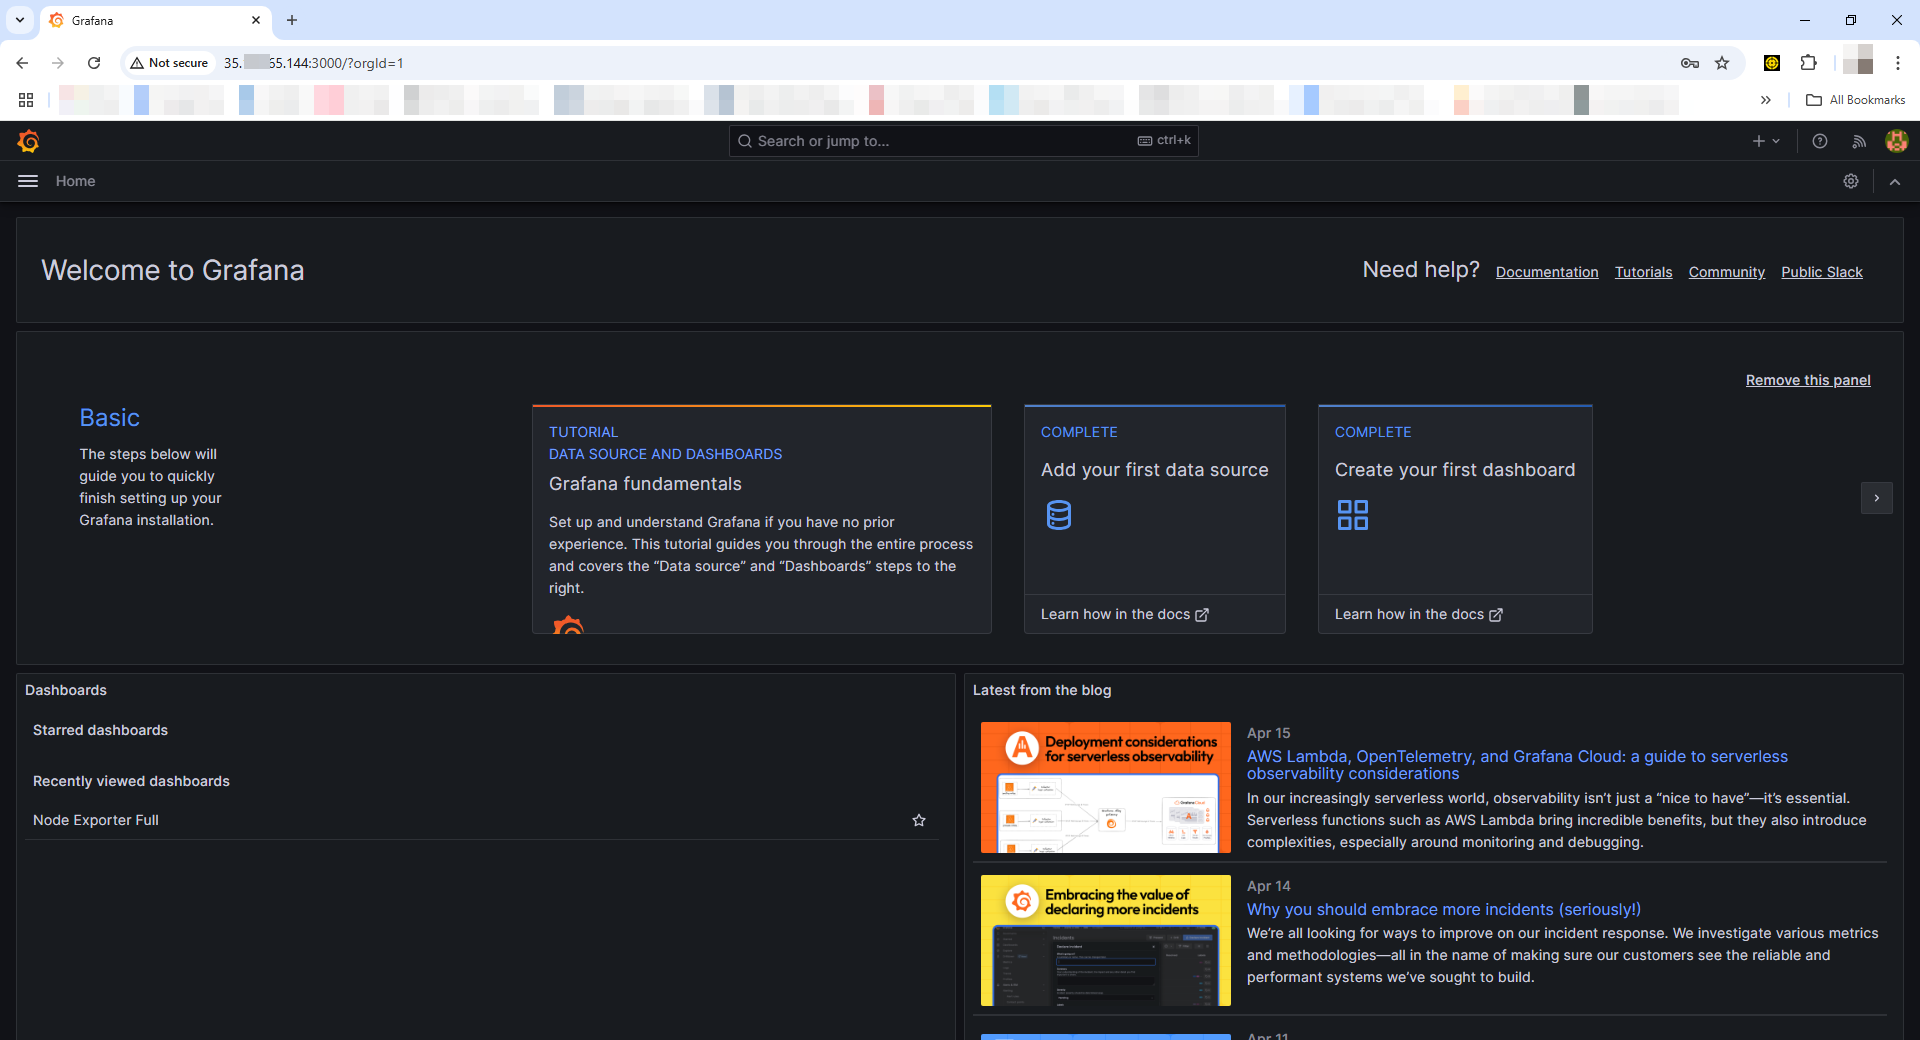 Grafana
Not secure
35.
65.144:3000/?orgId=1
All Bookmarks
Search or jump to...
ctrl+k
Home
Welcome to Grafana
Need help?
Documentation
Tutorials
Community
Public Slack
Remove this panel
Basic
The steps below will
guide you to quickly
finish setting up your
Grafana installation.
TUTORIAL
DATA SOURCE AND DASHBOARDS
Grafana fundamentals
Set up and understand Grafana if you have no prior
experience. This tutorial guides you through the entire process
and covers the “Data source” and “Dashboards” steps to the
right.
COMPLETE
Add your first data source
Learn how in the docs
COMPLETE
Create your first dashboard
Learn how in the docs
Dashboards
Starred dashboards
Recently viewed dashboards
Node Exporter Full
Latest from the blog
Deployment considerations
for serverless observability
Apr 15
AWS Lambda, OpenTelemetry, and Grafana Cloud: a guide to serverless
observability considerations
In our increasingly serverless world, observability isn’t just a “nice to have”—it’s essential.
Serverless functions such as AWS Lambda bring incredible benefits, but they also introduce
complexities, especially around monitoring and debugging.
Embracing the value of
declaring more incidents
Apr 14
Why you should embrace more incidents (seriously!)
We’re all looking for ways to improve on our incident response. We investigate various metrics
and methodologies—all in the name of making sure our customers see the reliable and
performant systems we’ve sought to build.
Apr 11